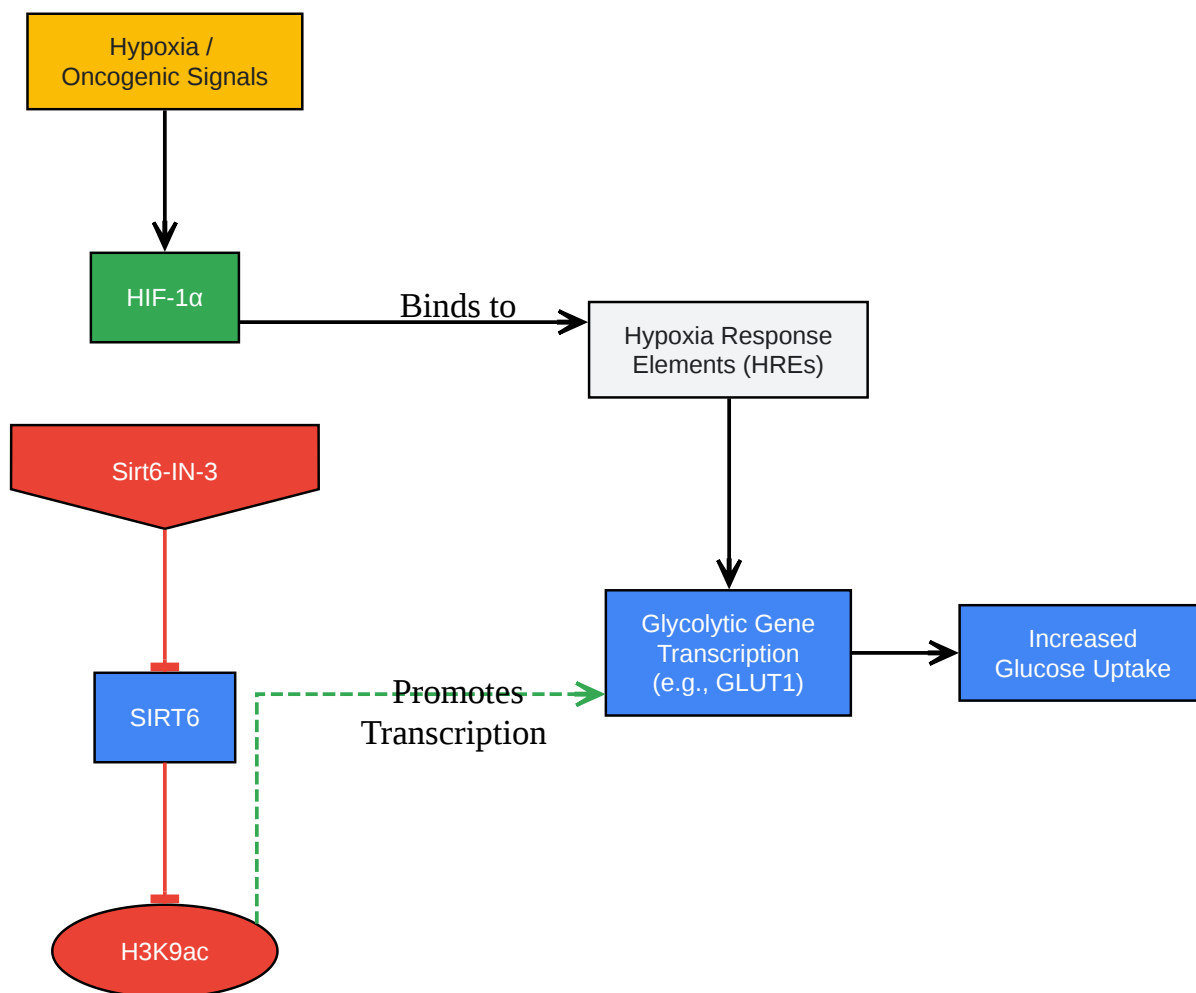 Hypoxia /
Oncogenic Signals
HIF-1α
Binds to
Hypoxia Response
Elements (HREs)
Sirt6-IN-3
Glycolytic Gene
Transcription
(e.g., GLUT1)
Increased
Glucose Uptake
SIRT6
Promotes
Transcription
H3K9ac